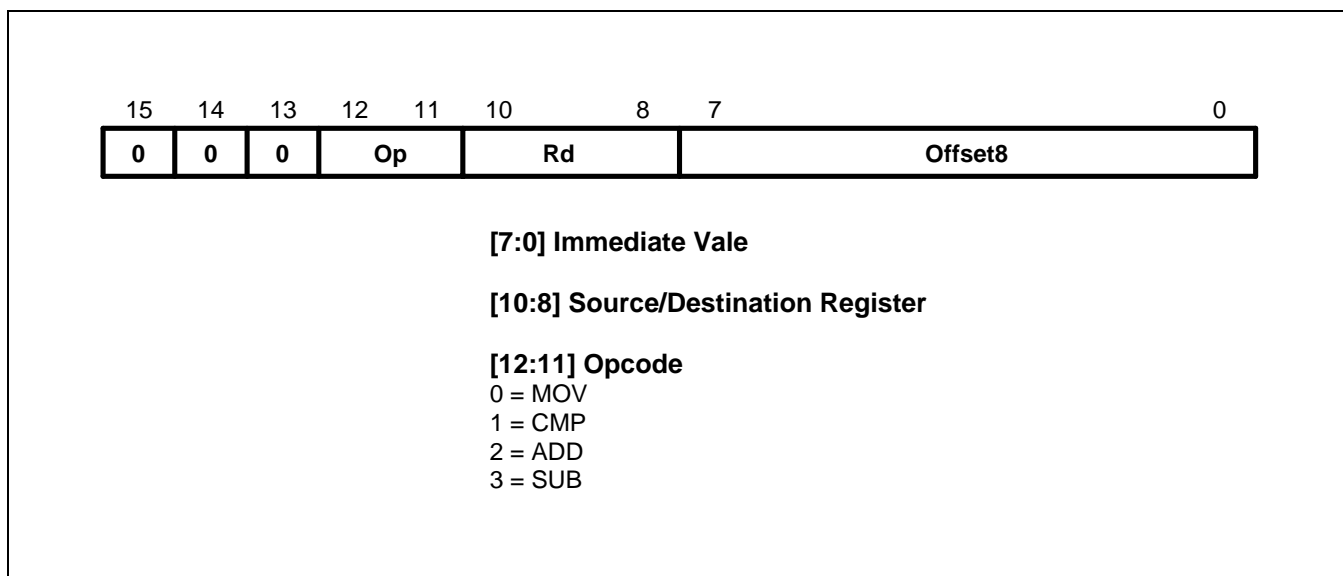 15 14 13 12 11 10 8 7 0
0 0 0 Op Rd Offset8
[7:0] Immediate Vale
[10:8] Source/Destination Register
[12:11] Opcode
0 = MOV
1 = CMP
2 = ADD
3 = SUB